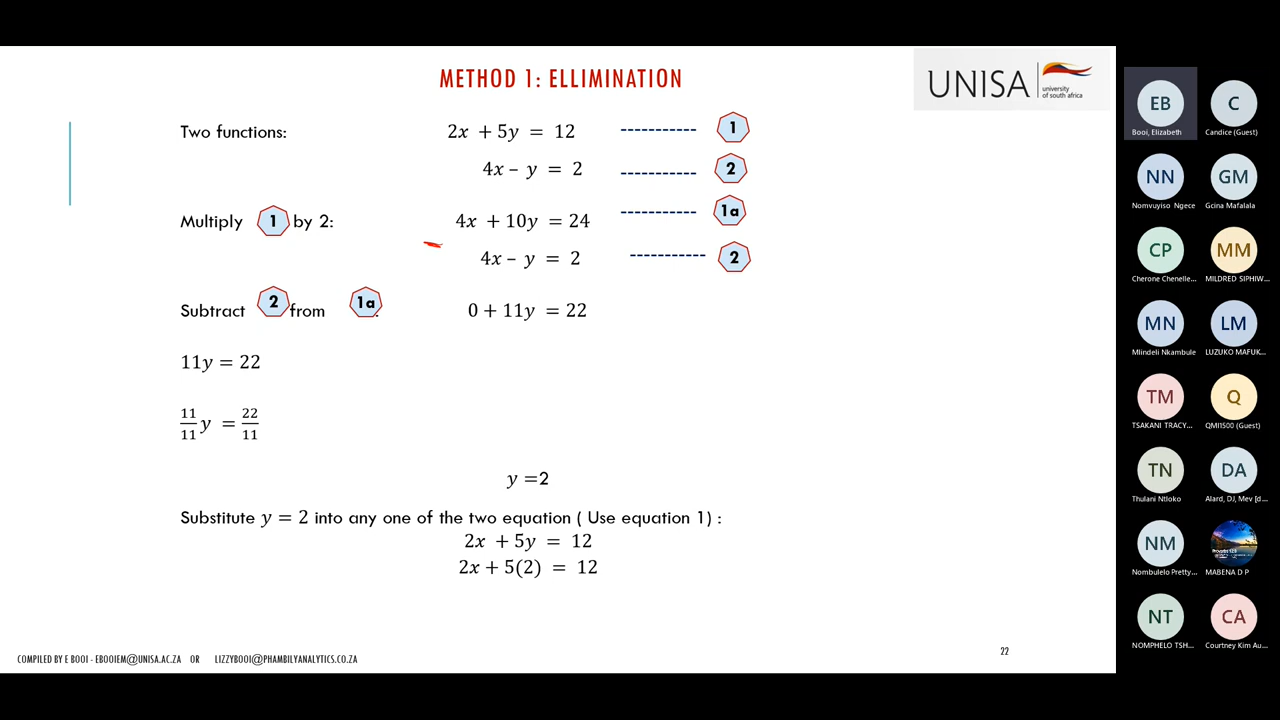 METHOD 1: ELLIMINATION
UNISA university of south africa
Two functions: 2x + 5y = 12 ----------- 1
4x – y = 2 ----------- 2
Multiply 1 by 2: 4x + 10y = 24 ----------- 1a
4x – y = 2 ----------- 2
Subtract 2 from 1a: 0 + 11y = 22
11y = 22
11/11 y = 22/11
y =2
Substitute y = 2 into any one of the two equation ( Use equation 1) :
2x + 5y = 12
2x + 5(2) = 12
COMPILED BY E BOOI - EBOOIEM@UNISA.AC.ZA OR LIZZYBOOI@PHAMBILYANALYTICS.CO.ZA
22
EB C
Booi, Elizabeth Candice (Guest)
NN GM
Nomvuyiso Ngece Gcina Mafalala
CP MM
Cherone Chenelle... MILDRED SIPHIW...
MN LM
Mlindeli Nkambule LUZUKO MAFUK...
TM Q
TSAKANI TRACY... QMI1500 (Guest)
TN DA
Thulani Ntloko Alard, DJ, Mev [d...
NM
Nombulelo Pretty... MABENA D P
NT CA
NOMPHELO TSH... Courtney Kim Au...